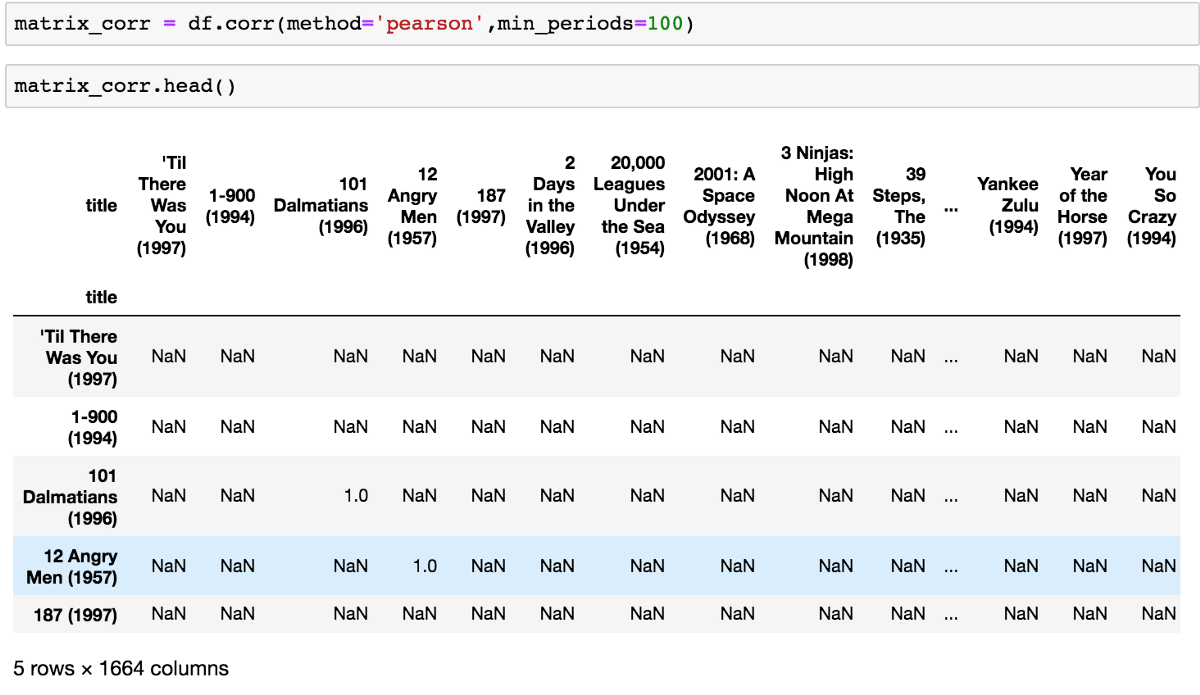 matrix_corr = df.corr(method='pearson',min_periods=100)
matrix_corr.head()
title 'Til There Was You (1997) 1-900 (1994) 101 Dalmatians (1996) 12 Angry Men (1957) 187 (1997) 2 Days in the Valley (1996) 20,000 Leagues Under the Sea (1954) 2001: A Space Odyssey (1968) 3 Ninjas: High Noon At Mega Mountain (1998) 39 Steps, The (1935) ... Yankee Zulu (1994) Year of the Horse (1997) You So Crazy (1994)
title
'Til There Was You (1997) NaN NaN NaN NaN NaN NaN NaN NaN NaN NaN ... NaN NaN NaN
1-900 (1994) NaN NaN NaN NaN NaN NaN NaN NaN NaN NaN ... NaN NaN NaN
101 Dalmatians (1996) NaN NaN 1.0 NaN NaN NaN NaN NaN NaN NaN ... NaN NaN NaN
12 Angry Men (1957) NaN NaN NaN 1.0 NaN NaN NaN NaN NaN NaN ... NaN NaN NaN
187 (1997) NaN NaN NaN NaN NaN NaN NaN NaN NaN NaN ... NaN NaN NaN
5 rows × 1664 columns